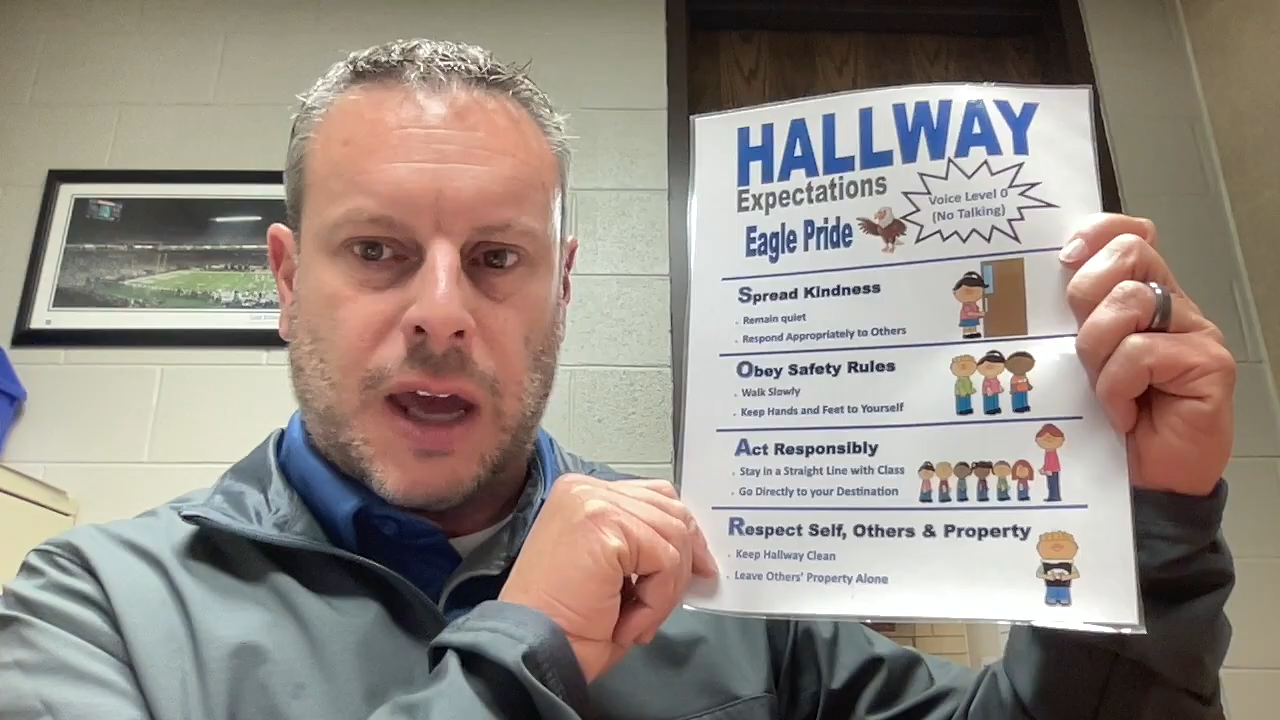 HALLWAY
Expectations
Voice Level 0
(No Talking)
Eagle Pride
Spread Kindness
. Remain quiet
. Respond Appropriately to Others
Obey Safety Rules
. Walk Slowly
. Keep Hands and Feet to Yourself
Act Responsibly
. Stay in a Straight Line with Class
. Go Directly to your Destination
Respect Self, Others & Property
. Keep Hallway Clean
. Leave Others' Property Alone